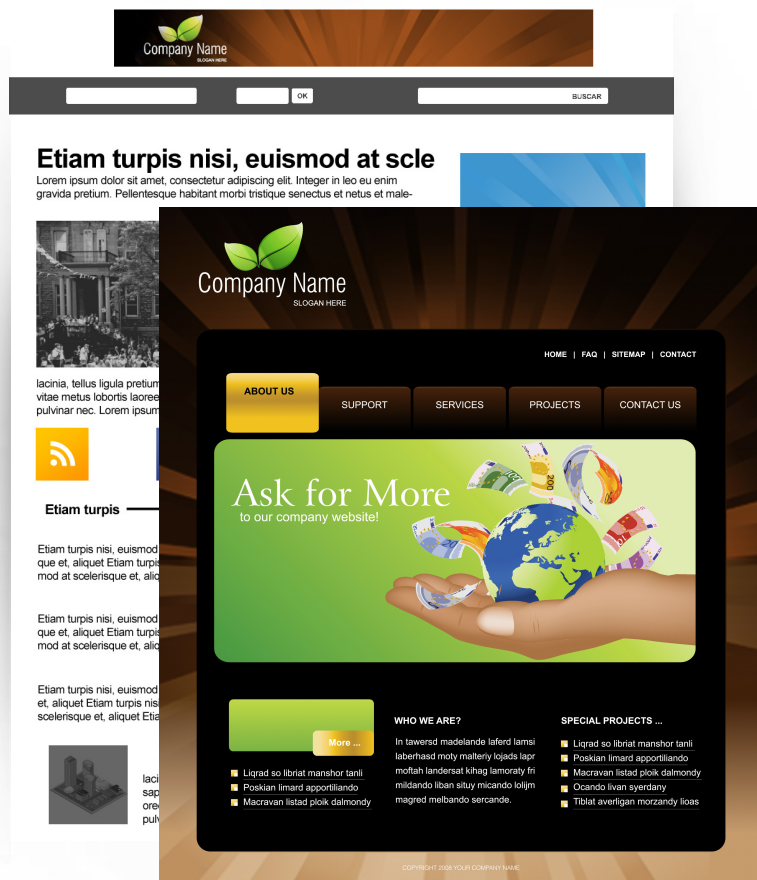 Company Name
SLOGAN HERE
OK
BUSCAR
Etiam turpis nisi, euismod at scle
Lorem ipsum dolor sit amet, consectetur adipiscing elit. Integer in leo eu enim
gravida pretium. Pellentesque habitant morbi tristique senectus et netus et male-
lacinia, tellus ligula pretium
vitae metus lobortis laoree
pulvinar nec. Lorem ipsum
Etiam turpis
Etiam turpis nisi, euismod
que et, aliquet Etiam turpis
mod at scelerisque et, aliq
Etiam turpis nisi, euismod
que et, aliquet Etiam turpis
mod at scelerisque et, aliq
Etiam turpis nisi, euismod
et, aliquet Etiam turpis nis
scelerisque et, aliquet Etia
laci
sap
ore
pulv
Company Name
SLOGAN HERE
HOME | FAQ | SITEMAP | CONTACT
ABOUT US
SUPPORT
SERVICES
PROJECTS
CONTACT US
Ask for More
to our company website!
200
More ...
Liqrad so libriat manshor tanli
Poskian limard apportiliando
Macravan listad ploik dalmondy
WHO WE ARE?
In tawersd madelande laferd lamsi
laberhasd moty malteriy lojads lapr
moftah landersat kihag lamoraty fri
mildando liban situy micando lolijm
magred melbando sercande.
SPECIAL PROJECTS ...
Liqrad so libriat manshor tanli
Poskian limard apportiliando
Macravan listad ploik dalmondy
Ocando livan syerdany
Tiblat averligan morzandy lioas
COPYRIGHT 2008 YOUR COMPANY NAME